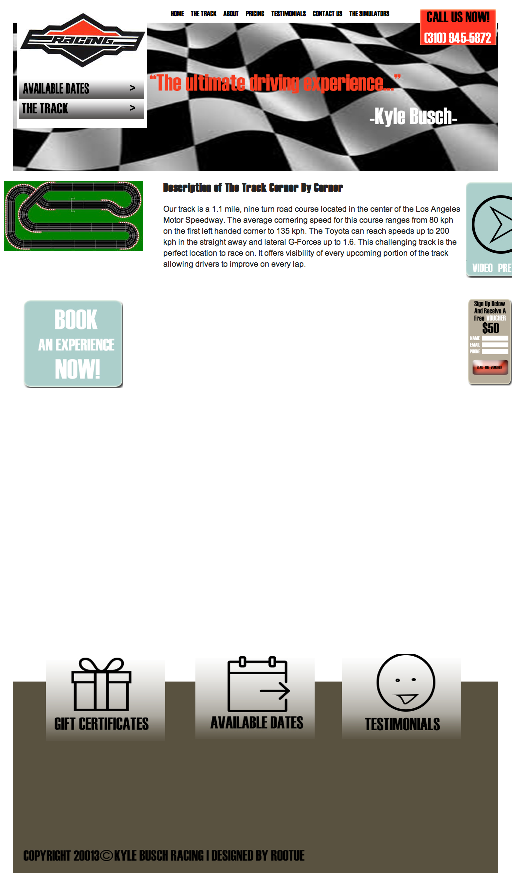 HOME THE TRACK ABOUT PRICING TESTIMONIALS CONTACT US THE SIMULATORS
CALL US NOW!
(310) 945-5872
RACING
AVAILABLE DATES >
THE TRACK >
“The ultimate driving experience...”
-Kyle Busch-
Description of The Track Corner By Corner
Our track is a 1.1 mile, nine turn road course located in the center of the Los Angeles
Motor Speedway. The average cornering speed for this course ranges from 80 kph
on the first left handed corner to 135 kph. The Toyota can reach speeds up to 200
kph in the straight away and lateral G-Forces up to 1.6. This challenging track is the
perfect location to race on. It offers visibility of every upcoming portion of the track
allowing drivers to improve on every lap.
VIDEO PRE
BOOK
AN EXPERIENCE
NOW!
Sign Up Below
And Receive A
Free VOUCHER
$50
NAME
EMAIL
GIFT CERTIFICATES
AVAILABLE DATES
TESTIMONIALS
COPYRIGHT 20013© KYLE BUSCH RACING | DESIGNED BY ROOTUE